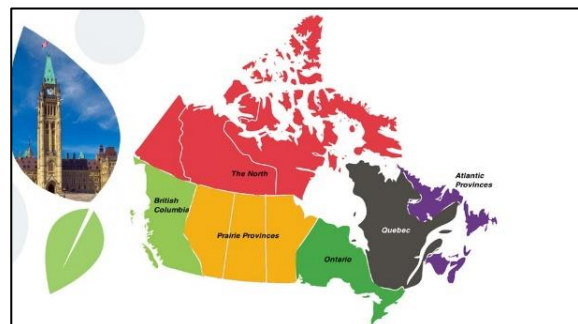 The North
Atlantic
Provinces
British
Columbia
Prairie Provinces
Quebec
Ontario